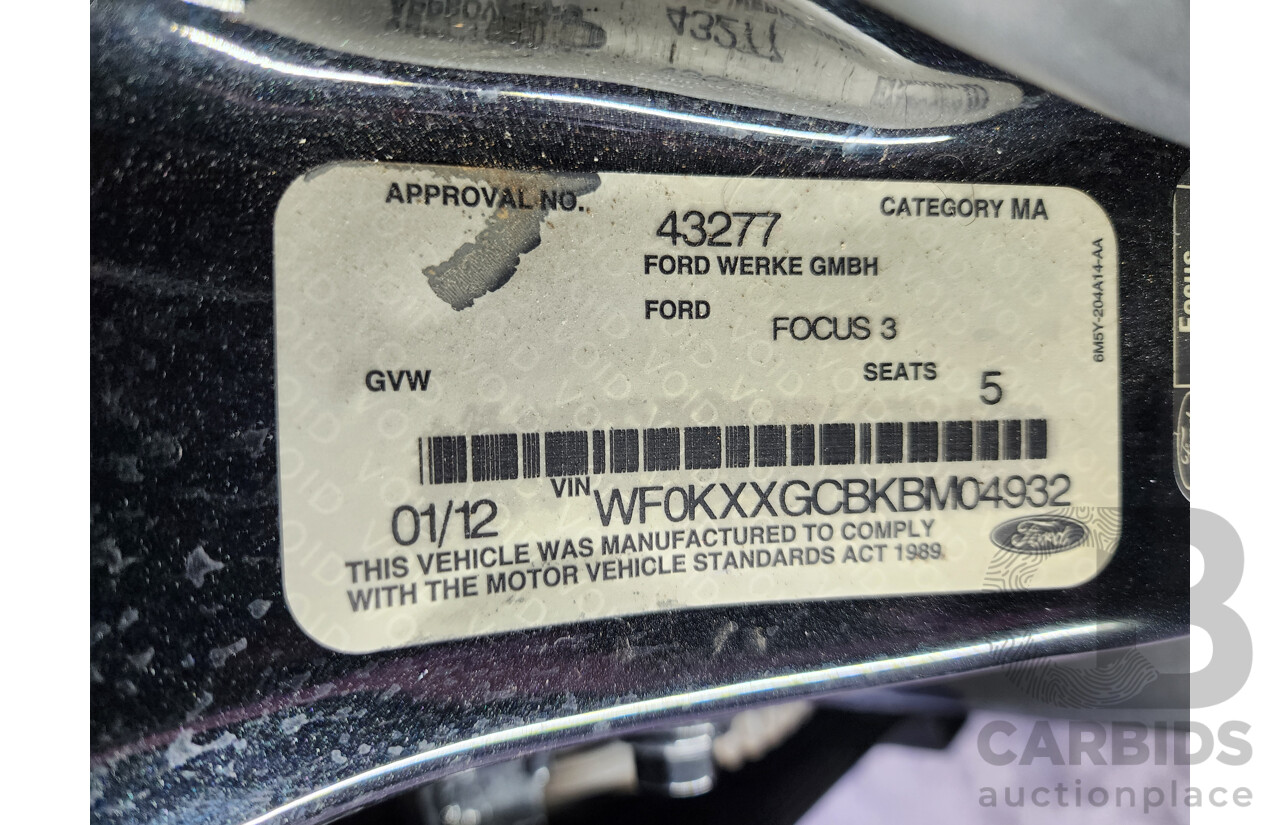 43277
APPROVAL NO.
CATEGORY MA
43277
FORD WERKE GMBH
FORD
FOCUS 3
6M5Y-204A14-AA
Focus
GVW
SEATS 5
01/12 VIN WF0KXXGCBKBM04932
THIS VEHICLE WAS MANUFACTURED TO COMPLY
WITH THE MOTOR VEHICLE STANDARDS ACT 1989.
Ford
CARBIDS
auctionplace